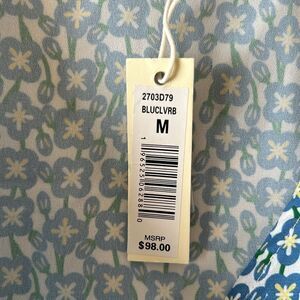 2703D79
BLUCLVRB
M
MSRP
$98.00